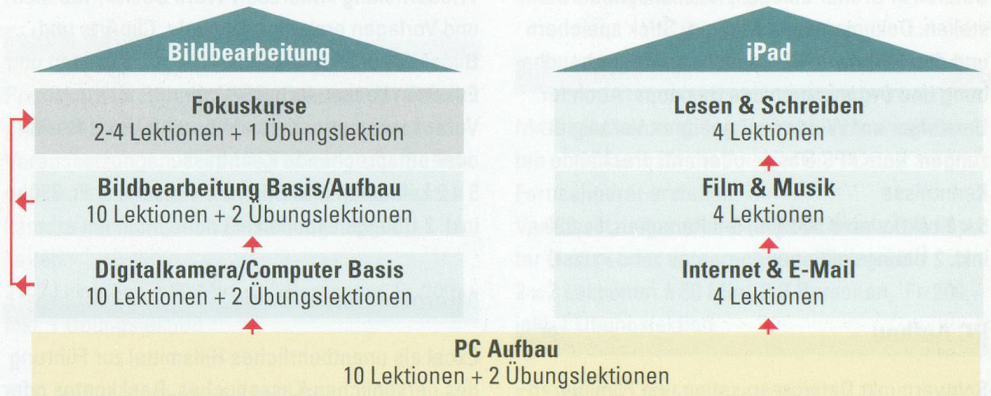 Bildbearbeitung
Fokuskurse
2-4 Lektionen + 1 Übungslektion
Bildbearbeitung Basis/Aufbau
10 Lektionen + 2 Übungslektionen
Digitalkamera/Computer Basis
10 Lektionen + 2 Übungslektionen
iPad
Lesen & Schreiben
4 Lektionen
Film & Musik
4 Lektionen
Internet & E-Mail
4 Lektionen
PC Aufbau
10 Lektionen + 2 Übungslektionen